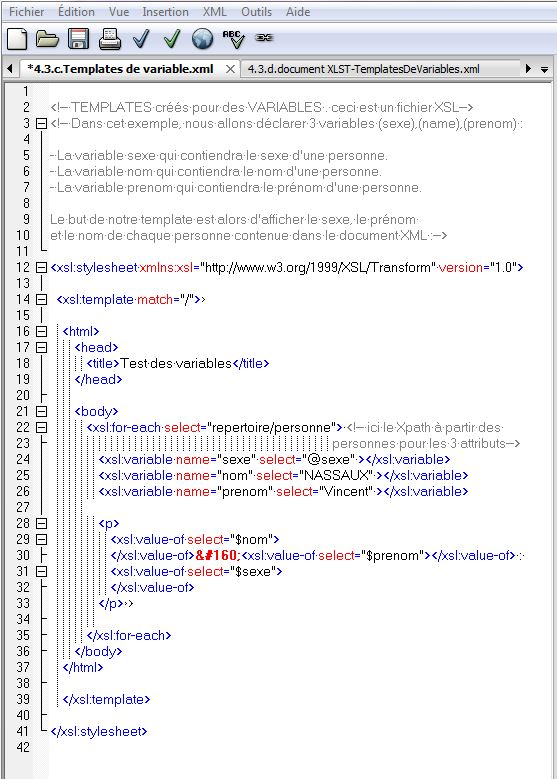 Fichier Édition Vue Insertion XML Outils Aide
ABC
*4.3.c.Templates de variable.xml 4.3.d.document XLST-TemplatesDeVariables.xml
1
2 <!-- TEMPLATES créés pour des VARIABLES . ceci est un fichier XSL-->
3 <!-- Dans cet exemple, nous allons déclarer 3 variables (sexe),(name),(prenom) :
4
5 - La variable sexe qui contiendra le sexe d'une personne.
6 - La variable nom qui contiendra le nom d'une personne.
7 - La variable prenom qui contiendra le prénom d'une personne.
8
9 Le but de notre template est alors d'afficher le sexe, le prénom
10 et le nom de chaque personne contenue dans le document XML :-->
11
12 <xsl:stylesheet xmlns:xsl="http://www.w3.org/1999/XSL/Transform" version="1.0">
13
14 <xsl:template match="/">
15
16 <html>
17 <head>
18 <title>Test des variables</title>
19 </head>
20
21 <body>
22 <xsl:for-each select="repertoire/personne"> <!-- ici le Xpath à partir des
23 personnes pour les 3 attributs-->
24 <xsl:variable name="sexe" select="@sexe" ></xsl:variable>
25 <xsl:variable name="nom" select="NASSAUX" ></xsl:variable>
26 <xsl:variable name="prenom" select="Vincent" ></xsl:variable>
27
28 <p>
29 <xsl:value-of select="$nom">
30 </xsl:value-of>&#160;<xsl:value-of select="$prenom"></xsl:value-of> :
31 <xsl:value-of select="$sexe">
32 </xsl:value-of>
33 </p>
34
35 </xsl:for-each>
36 </body>
37 </html>
38
39 </xsl:template>
40
41 </xsl:stylesheet>
42